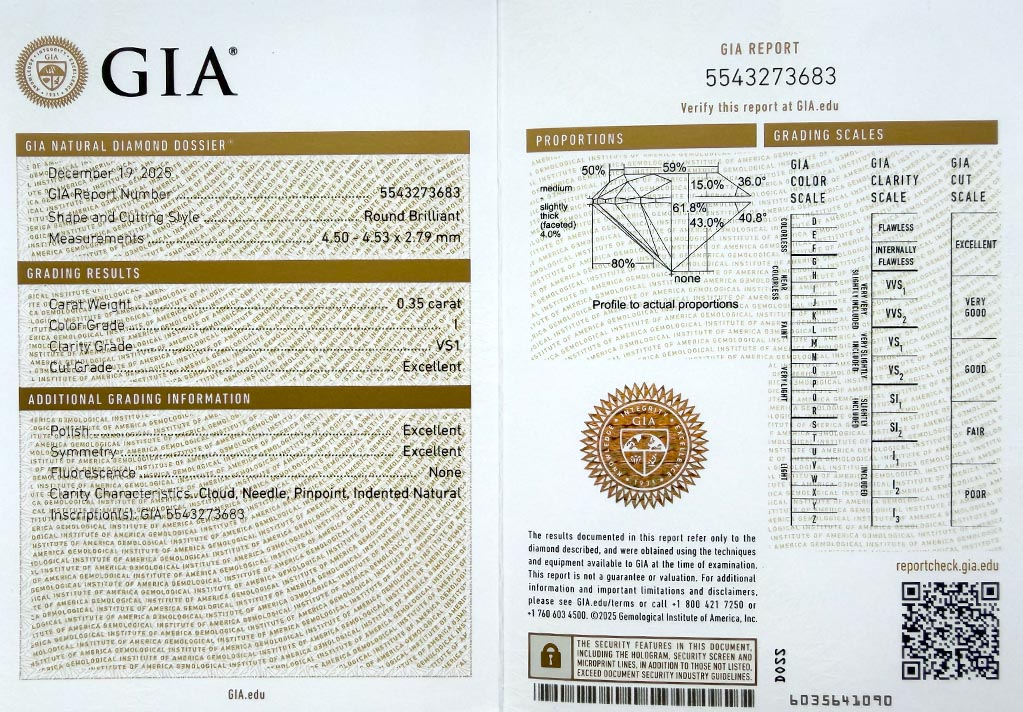 GIA®
GIA NATURAL DIAMOND DOSSIER®
December 19, 2025
GIA Report Number 5543273683
Shape and Cutting Style Round Brilliant
Measurements 4.50 - 4.53 x 2.79 mm
GRADING RESULTS
Carat Weight 0.35 carat
Color Grade I
Clarity Grade VS1
Cut Grade Excellent
ADDITIONAL GRADING INFORMATION
Polish Excellent
Symmetry Excellent
Fluorescence None
Clarity Characteristics Cloud, Needle, Pinpoint, Indented Natural
Inscription(s): GIA 5543273683
GIA.edu
GIA REPORT
5543273683
Verify this report at GIA.edu
PROPORTIONS
50%
59%
medium
15.0%
36.0°
slightly
thick
(faceted)
4.0%
61.8%
43.0%
40.8°
80%
none
Profile to actual proportions
INTEGRITY
GIA
1931
The results documented in this report refer only to the
diamond described, and were obtained using the techniques
and equipment available to GIA at the time of examination.
This report is not a guarantee or valuation. For additional
information and important limitations and disclaimers,
please see GIA.edu/terms or call +1 800 421 7250 or
+1 760 603 4500. ©2025 Gemological Institute of America, Inc.
THE SECURITY FEATURES IN THIS DOCUMENT,
INCLUDING THE HOLOGRAM, SECURITY SCREEN AND
MICROPRINT LINES, IN ADDITION TO THOSE NOT LISTED,
EXCEED DOCUMENT SECURITY INDUSTRY GUIDELINES.
GRADING SCALES
GIA
COLOR
SCALE
COLORLESS
D
E
F
NEAR
COLORLESS
G
H
I
J
FAINT
K
L
M
VERY LIGHT
N
O
P
Q
R
LIGHT
S
T
U
V
W
X
Y
Z
GIA
CLARITY
SCALE
FLAWLESS
INTERNALLY
FLAWLESS
VERY VERY
SLIGHTLY INCLUDED
VVS1
VVS2
VERY SLIGHTLY
INCLUDED
VS1
VS2
SLIGHTLY
INCLUDED
SI1
SI2
INCLUDED
I1
I2
I3
GIA
CUT
SCALE
EXCELLENT
VERY
GOOD
GOOD
FAIR
POOR
reportcheck.gia.edu
DOSS
6035641090